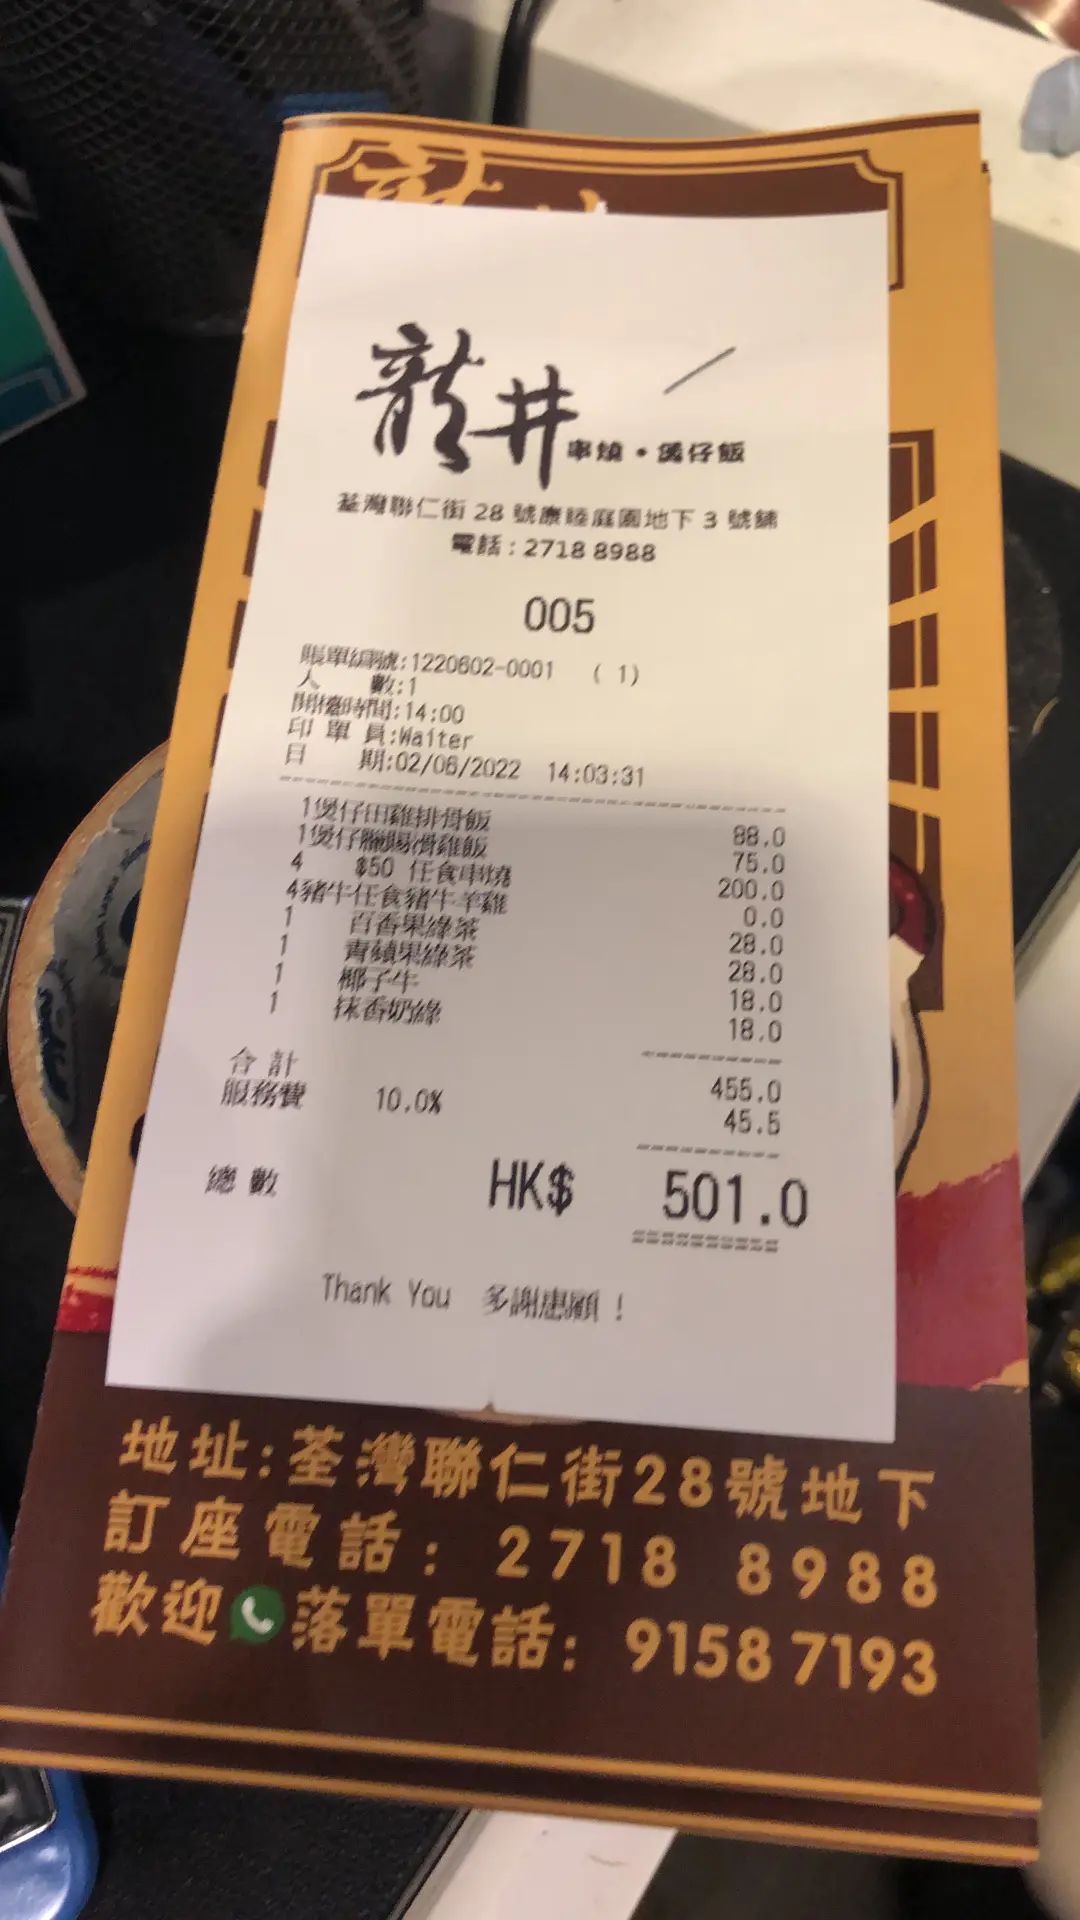 龍井 串燒・煲仔飯
荃灣聯仁街 28 號康睦庭園地下 3 號舖
電話 : 2718 8988
005
賬單編號:1220602-0001 ( 1)
人 數:1
開檯時間:14:00
印 單 員:Waiter
日 期:02/06/2022 14:03:31
1煲仔田雞排骨飯 88.0
1煲仔臘腸滑雞飯 75.0
4 $50 任食串燒 200.0
4豬牛任食豬牛羊雞 0.0
1 百香果綠茶 28.0
1 青蘋果綠茶 28.0
1 椰子牛 18.0
1 抹香奶綠 18.0
合 計 455.0
服務費 10.0% 45.5
總 數 HK$ 501.0
Thank You 多謝惠顧 !
地址:荃灣聯仁街28號地下
訂座電話: 2718 8988
歡迎落單電話: 9158 7193